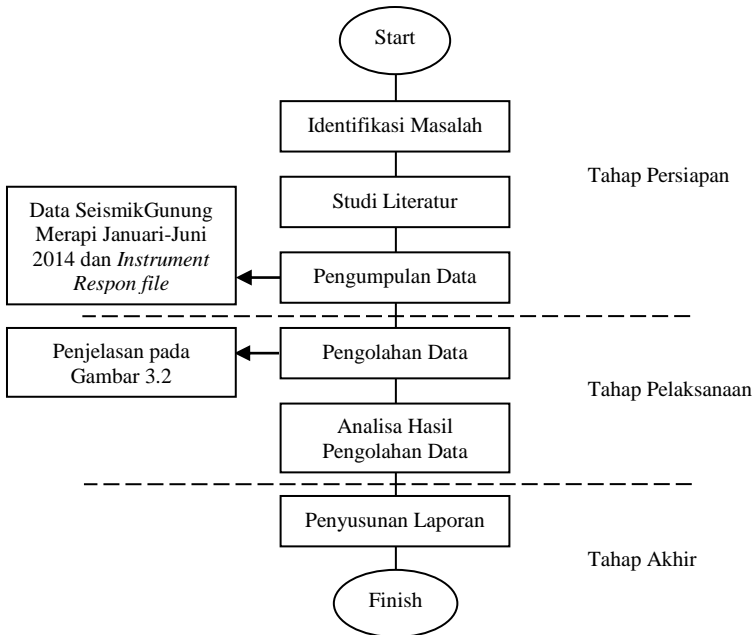 Start
Identifikasi Masalah
Tahap Persiapan
Studi Literatur
Data SeismikGunung
Merapi Januari-Juni
2014 dan Instrument
Respon file
Pengumpulan Data
Penjelasan pada
Gambar 3.2
Pengolahan Data
Tahap Pelaksanaan
Analisa Hasil
Pengolahan Data
Penyusunan Laporan
Tahap Akhir
Finish